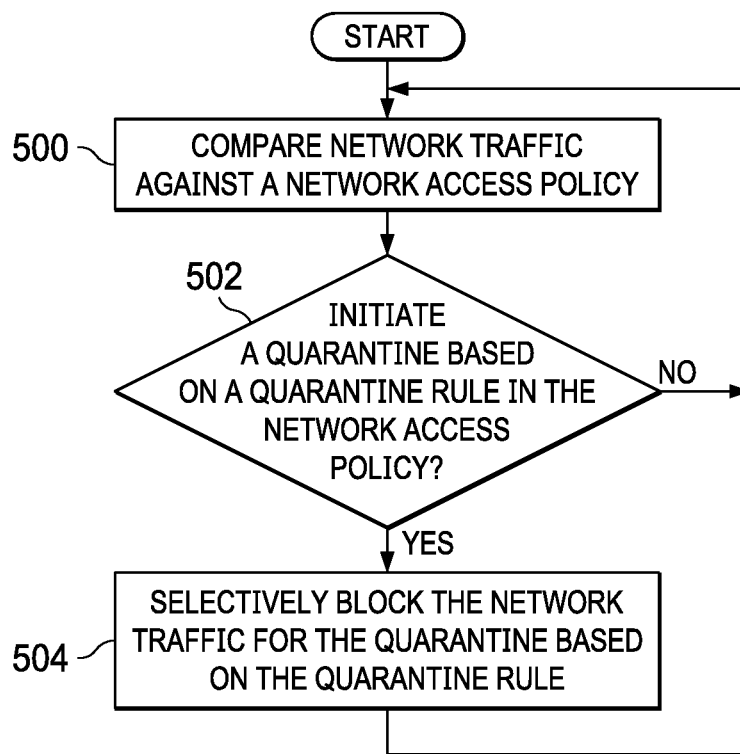 START
500
COMPARE NETWORK TRAFFIC
AGAINST A NETWORK ACCESS POLICY
502
INITIATE
A QUARANTINE BASED
ON A QUARANTINE RULE IN THE
NETWORK ACCESS
POLICY?
NO
YES
504
SELECTIVELY BLOCK THE NETWORK
TRAFFIC FOR THE QUARANTINE BASED
ON THE QUARANTINE RULE